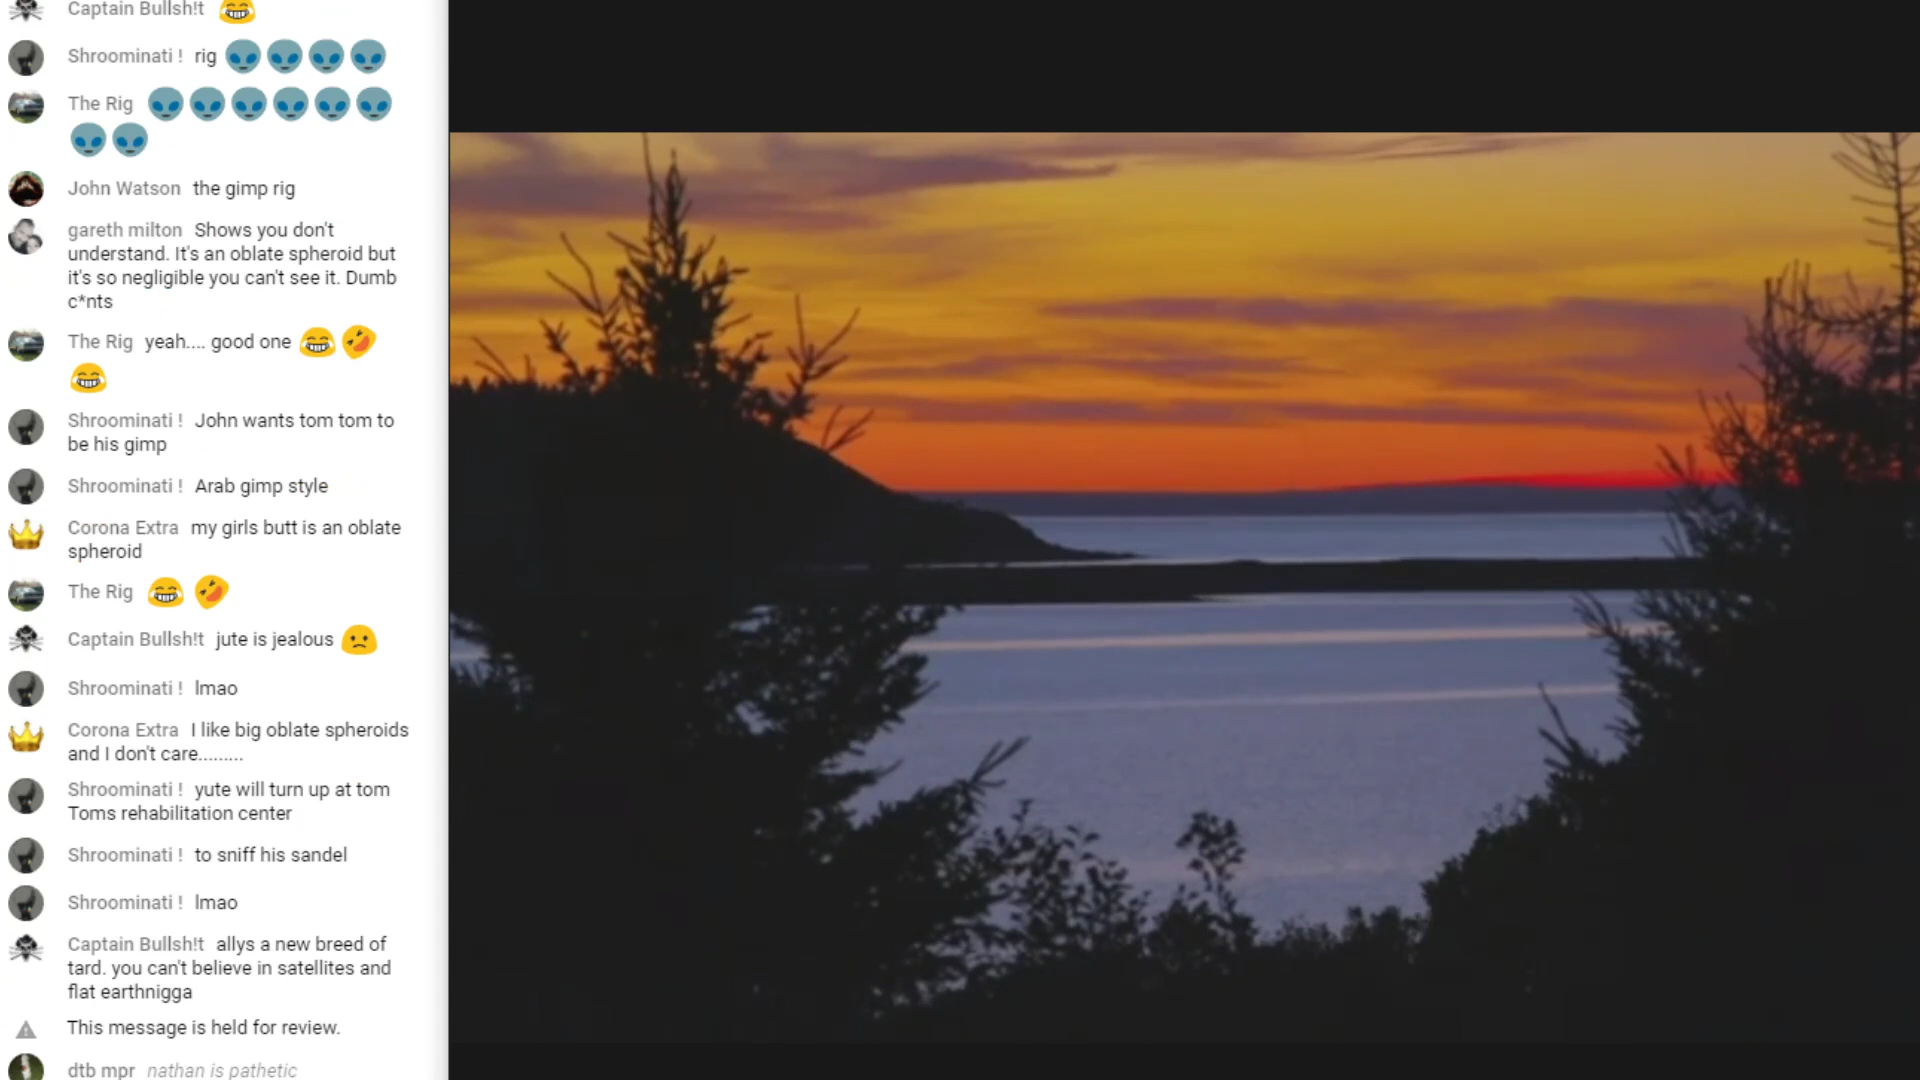 Captain Bullsh!t 😂
Shroominati ! rig 👽👽👽👽
The Rig 👽👽👽👽👽👽
👽👽
John Watson the gimp rig
gareth milton Shows you don't
understand. It's an oblate spheroid but
it's so negligible you can't see it. Dumb
c*nts
The Rig yeah.... good one 😂🤣
😂
Shroominati ! John wants tom tom to
be his gimp
Shroominati ! Arab gimp style
Corona Extra my girls butt is an oblate
spheroid
The Rig 😂🤣
Captain Bullsh!t jute is jealous 🙁
Shroominati ! lmao
Corona Extra I like big oblate spheroids
and I don't care.........
Shroominati ! yute will turn up at tom
Toms rehabilitation center
Shroominati ! to sniff his sandel
Shroominati ! lmao
Captain Bullsh!t allys a new breed of
tard. you can't believe in satellites and
flat earthnigga
This message is held for review.
dtb mpr nathan is pathetic